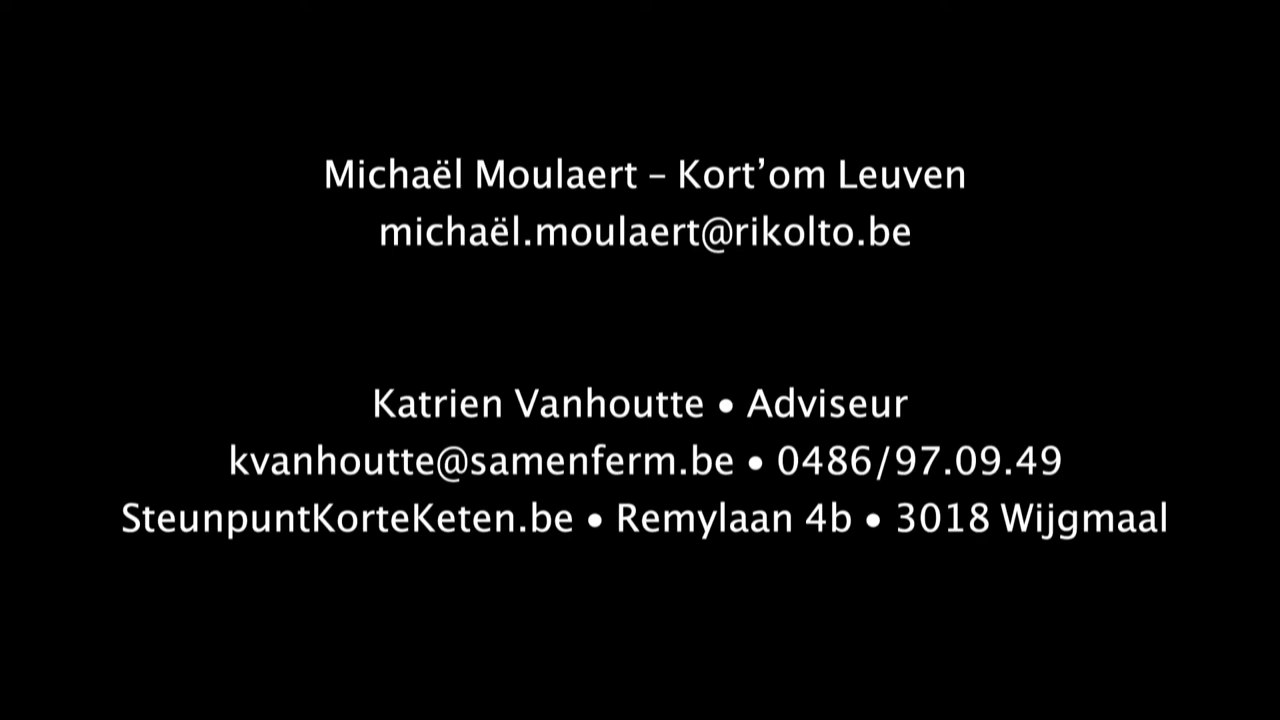 Michaël Moulaert – Kort’om Leuven
michaël.moulaert@rikolto.be
Katrien Vanhoutte • Adviseur
kvanhoutte@samenferm.be • 0486/97.09.49
SteunpuntKorteKeten.be • Remylaan 4b • 3018 Wijgmaal